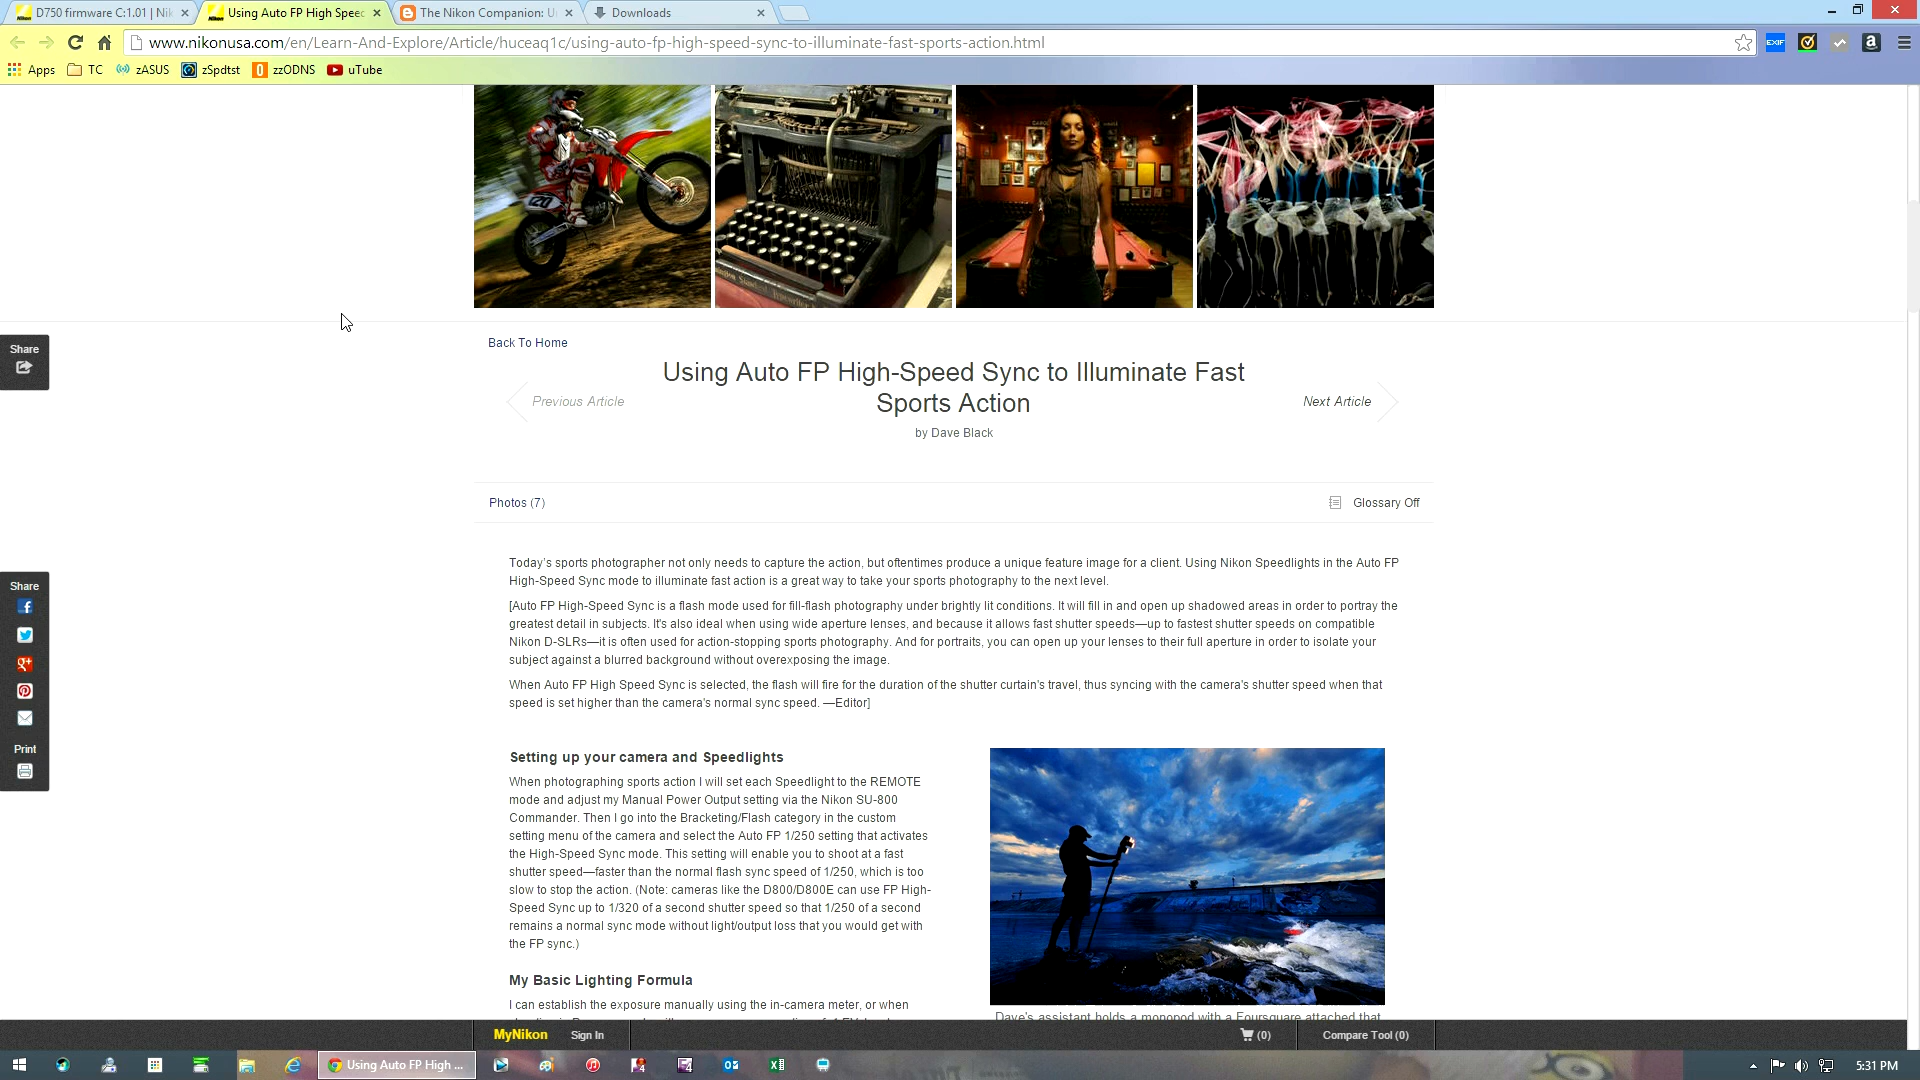 D750 firmware C:1.01 | Nik
Using Auto FP High Speed
The Nikon Companion: U
Downloads
www.nikonusa.com/en/Learn-And-Explore/Article/huceaq1c/using-auto-fp-high-speed-sync-to-illuminate-fast-sports-action.html
EXIF
Apps TC zASUS zSpdtst zzODNS uTube
Share
Back To Home
Using Auto FP High-Speed Sync to Illuminate Fast
Sports Action
Previous Article
Next Article
by Dave Black
Photos (7)
Glossary Off
Today's sports photographer not only needs to capture the action, but oftentimes produce a unique feature image for a client. Using Nikon Speedlights in the Auto FP
High-Speed Sync mode to illuminate fast action is a great way to take your sports photography to the next level.
[Auto FP High-Speed Sync is a flash mode used for fill-flash photography under brightly lit conditions. It will fill in and open up shadowed areas in order to portray the
greatest detail in subjects. It's also ideal when using wide aperture lenses, and because it allows fast shutter speeds—up to fastest shutter speeds on compatible
Nikon D-SLRs—it is often used for action-stopping sports photography. And for portraits, you can open up your lenses to their full aperture in order to isolate your
subject against a blurred background without overexposing the image.
When Auto FP High Speed Sync is selected, the flash will fire for the duration of the shutter curtain's travel, thus syncing with the camera's shutter speed when that
speed is set higher than the camera's normal sync speed. —Editor]
Share
Print
Setting up your camera and Speedlights
When photographing sports action I will set each Speedlight to the REMOTE
mode and adjust my Manual Power Output setting via the Nikon SU-800
Commander. Then I go into the Bracketing/Flash category in the custom
setting menu of the camera and select the Auto FP 1/250 setting that activates
the High-Speed Sync mode. This setting will enable you to shoot at a fast
shutter speed—faster than the normal flash sync speed of 1/250, which is too
slow to stop the action. (Note: cameras like the D800/D800E can use FP High-
Speed Sync up to 1/320 of a second shutter speed so that 1/250 of a second
remains a normal sync mode without light/output loss that you would get with
the FP sync.)
My Basic Lighting Formula
I can establish the exposure manually using the in-camera meter, or when
Dave's assistant holds a monopod with a Foursquare attached that
MyNikon Sign In
(0)
Compare Tool (0)
Using Auto FP High ...
5:31 PM